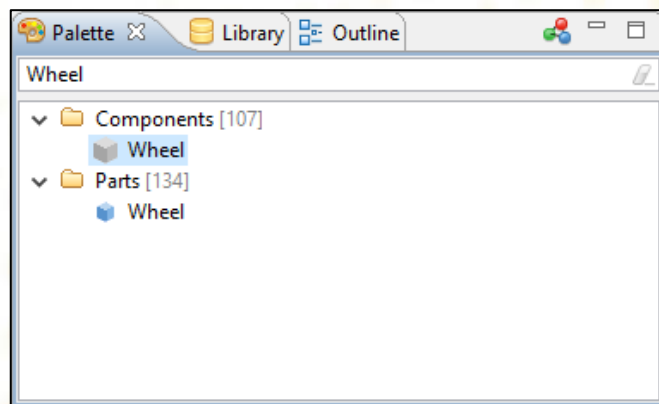 Palette Library Outline
Wheel
Components [107]
Wheel
Parts [134]
Wheel